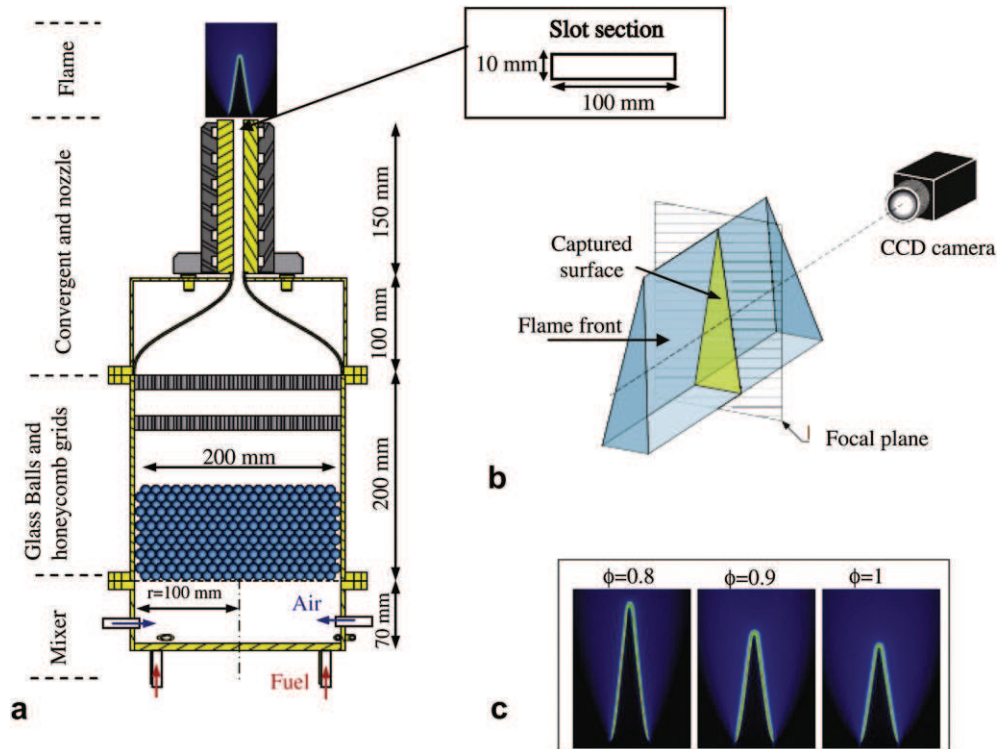 Flame
Convergent and nozzle
Glass Balls and
honeycomb grids
Mixer
150 mm
100 mm
200 mm
70 mm
200 mm
r=100 mm
Air
Fuel
a
Slot section
10 mm
100 mm
CCD camera
Captured
surface
Flame front
Focal plane
b
ϕ=0.8 ϕ=0.9 ϕ=1
c